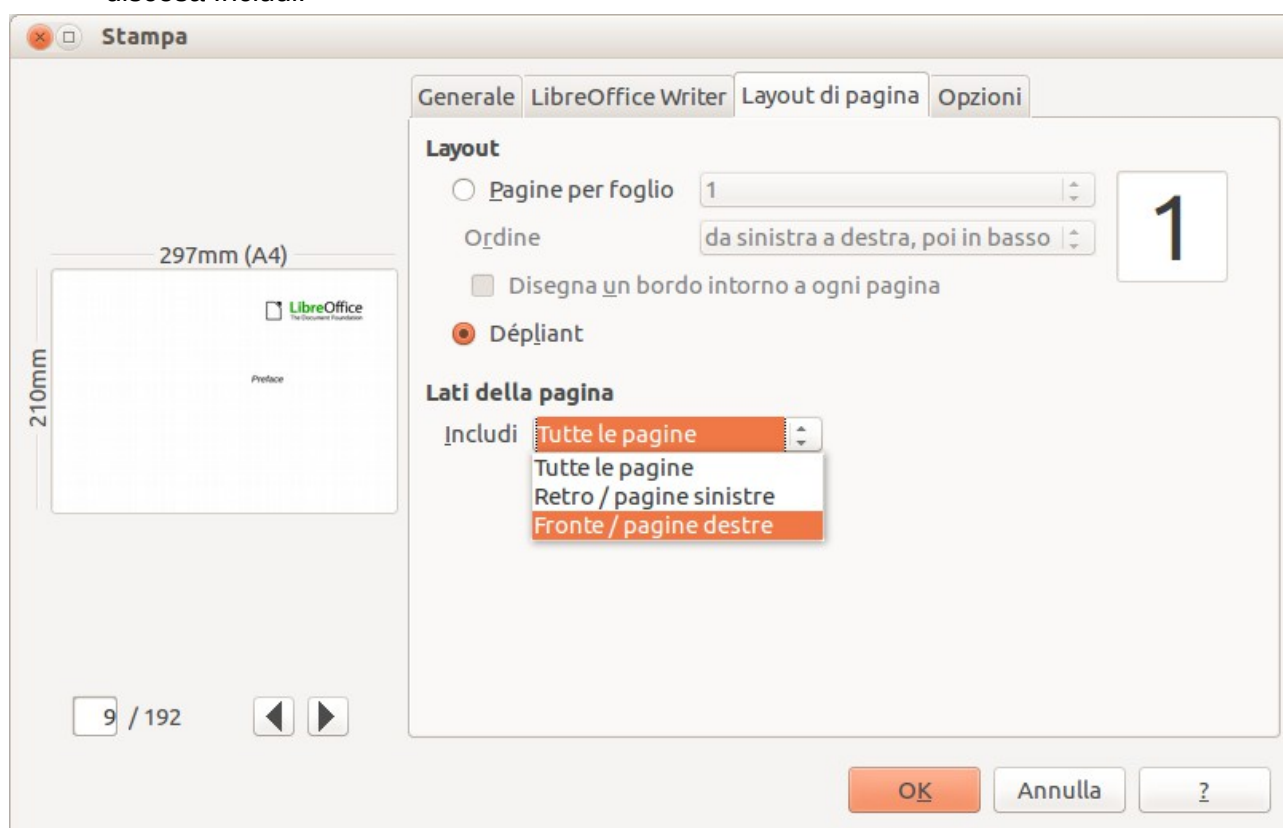 Stampa
Generale LibreOffice Writer Layout di pagina Opzioni
Layout
Pagine per foglio 1
1
Ordine da sinistra a destra, poi in basso
Disegna un bordo intorno a ogni pagina
Dépliant
297mm (A4)
210mm
LibreOffice
The Document Foundation
Preface
Lati della pagina
Includi Tutte le pagine
Tutte le pagine
Retro / pagine sinistre
Fronte / pagine destre
9 / 192
OK Annulla ?